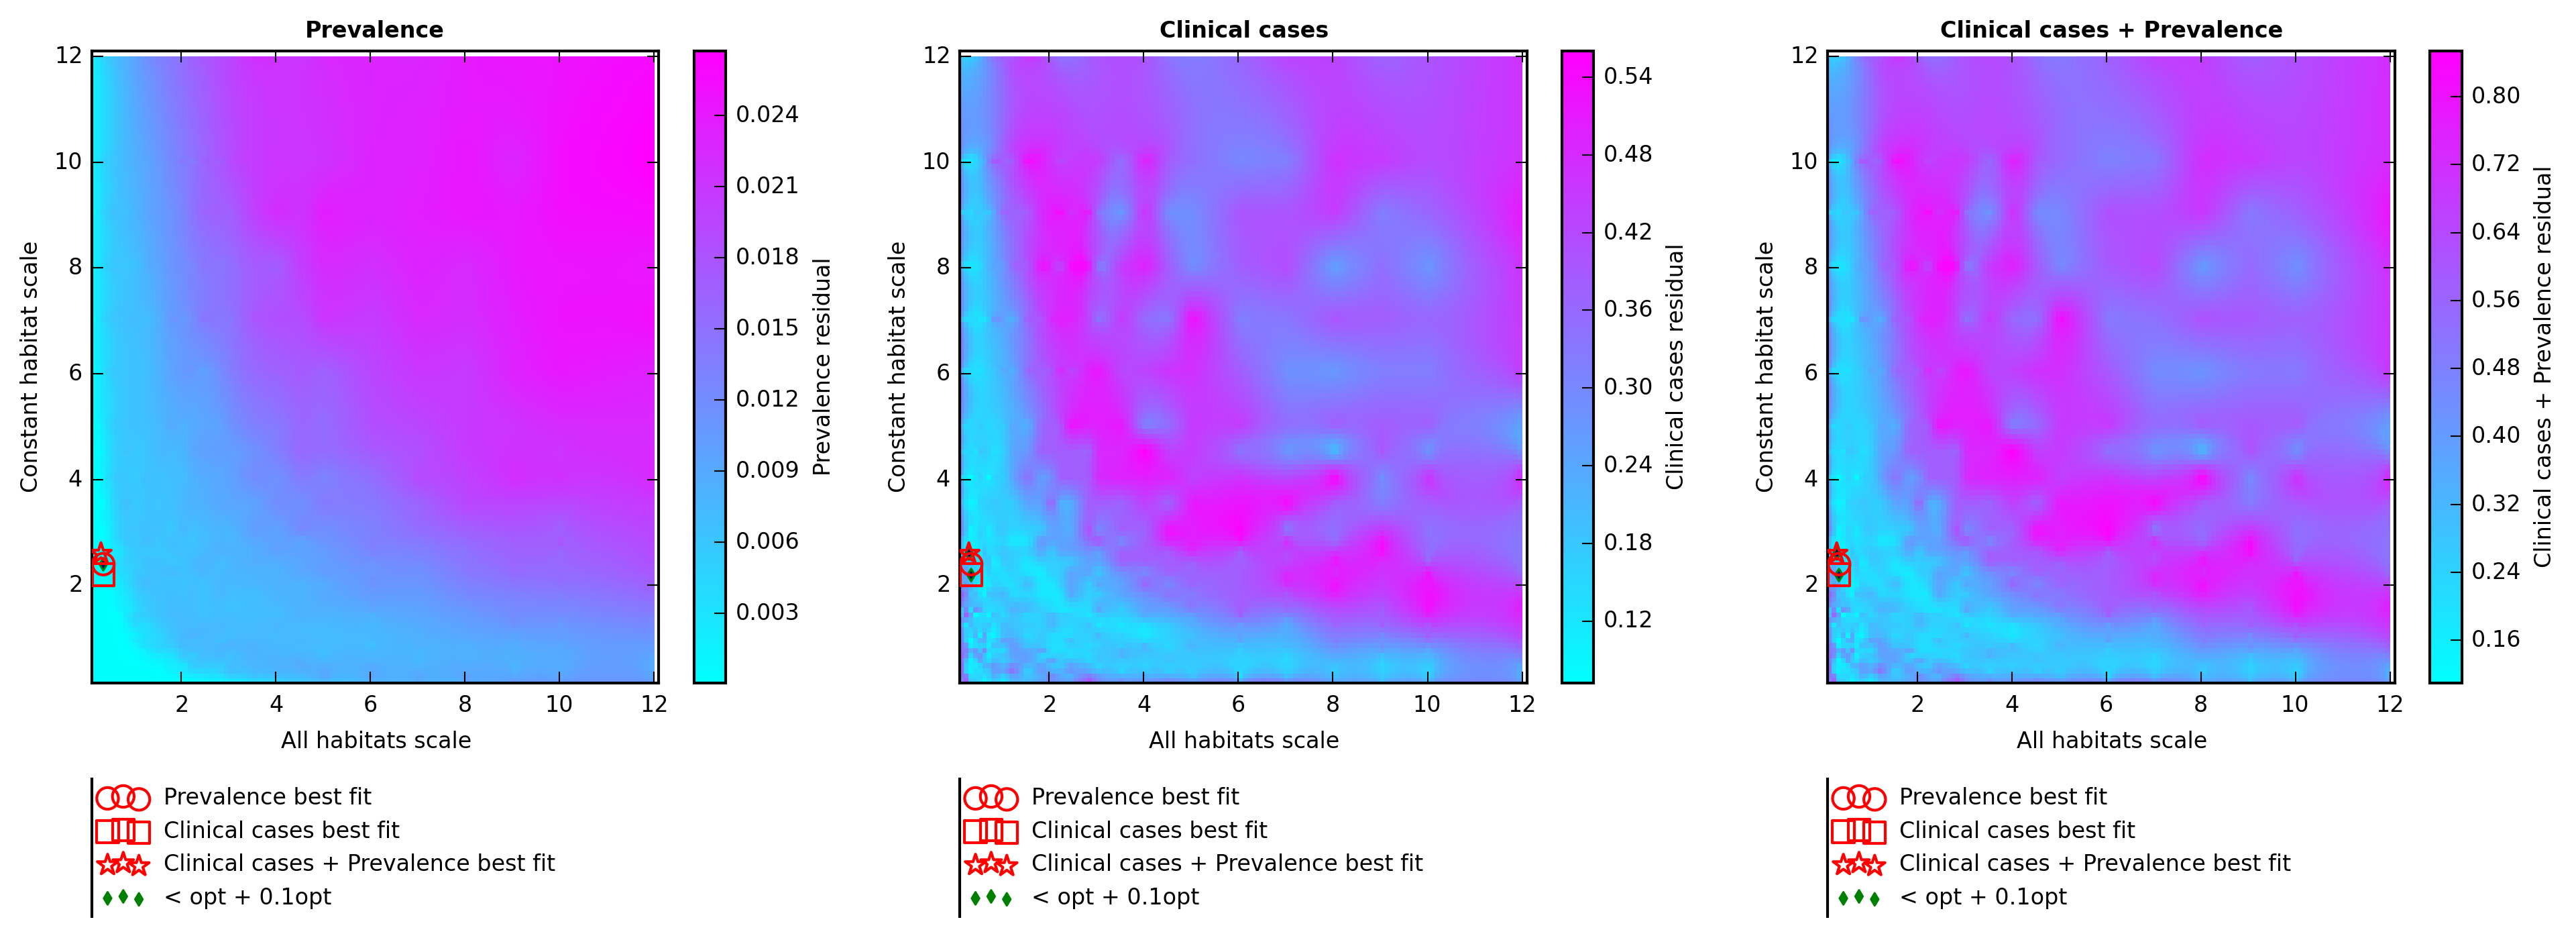 Prevalence
Clinical cases
Clinical cases + Prevalence
12
10
8
6
4
2
Constant habitat scale
2 4 6 8 10 12
All habitats scale
0.024
0.021
0.018
0.015
0.012
0.009
0.006
0.003
Prevalence residual
12
10
8
6
4
2
Constant habitat scale
2 4 6 8 10 12
All habitats scale
0.54
0.48
0.42
0.36
0.30
0.24
0.18
0.12
Clinical cases residual
12
10
8
6
4
2
Constant habitat scale
2 4 6 8 10 12
All habitats scale
0.80
0.72
0.64
0.56
0.48
0.40
0.32
0.24
0.16
Clinical cases + Prevalence residual
Prevalence best fit
Clinical cases best fit
Clinical cases + Prevalence best fit
< opt + 0.1opt
Prevalence best fit
Clinical cases best fit
Clinical cases + Prevalence best fit
< opt + 0.1opt
Prevalence best fit
Clinical cases best fit
Clinical cases + Prevalence best fit
< opt + 0.1opt